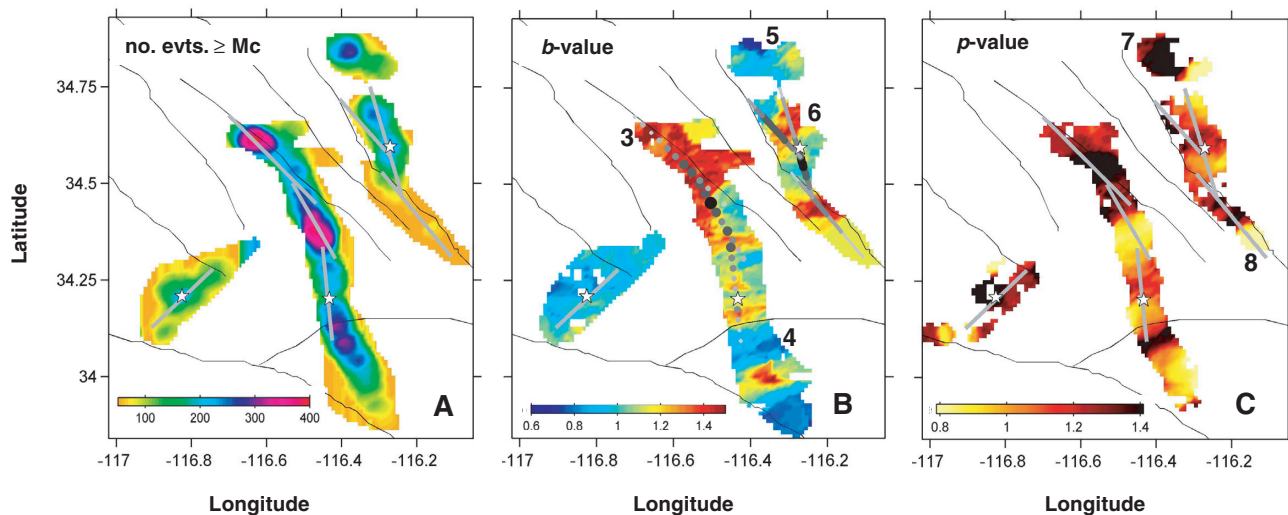 no. evts. ≥ Mc
b-value
5
p-value
7
34.75
6
3
34.5
Latitude
8
34.25
4
34
100 200 300 400
A
0.6 0.8 1 1.2 1.4
B
0.8 1 1.2 1.4
C
-117 -116.8 -116.6 -116.4 -116.2
-117 -116.8 -116.6 -116.4 -116.2
-117 -116.8 -116.6 -116.4 -116.2
Longitude
Longitude
Longitude